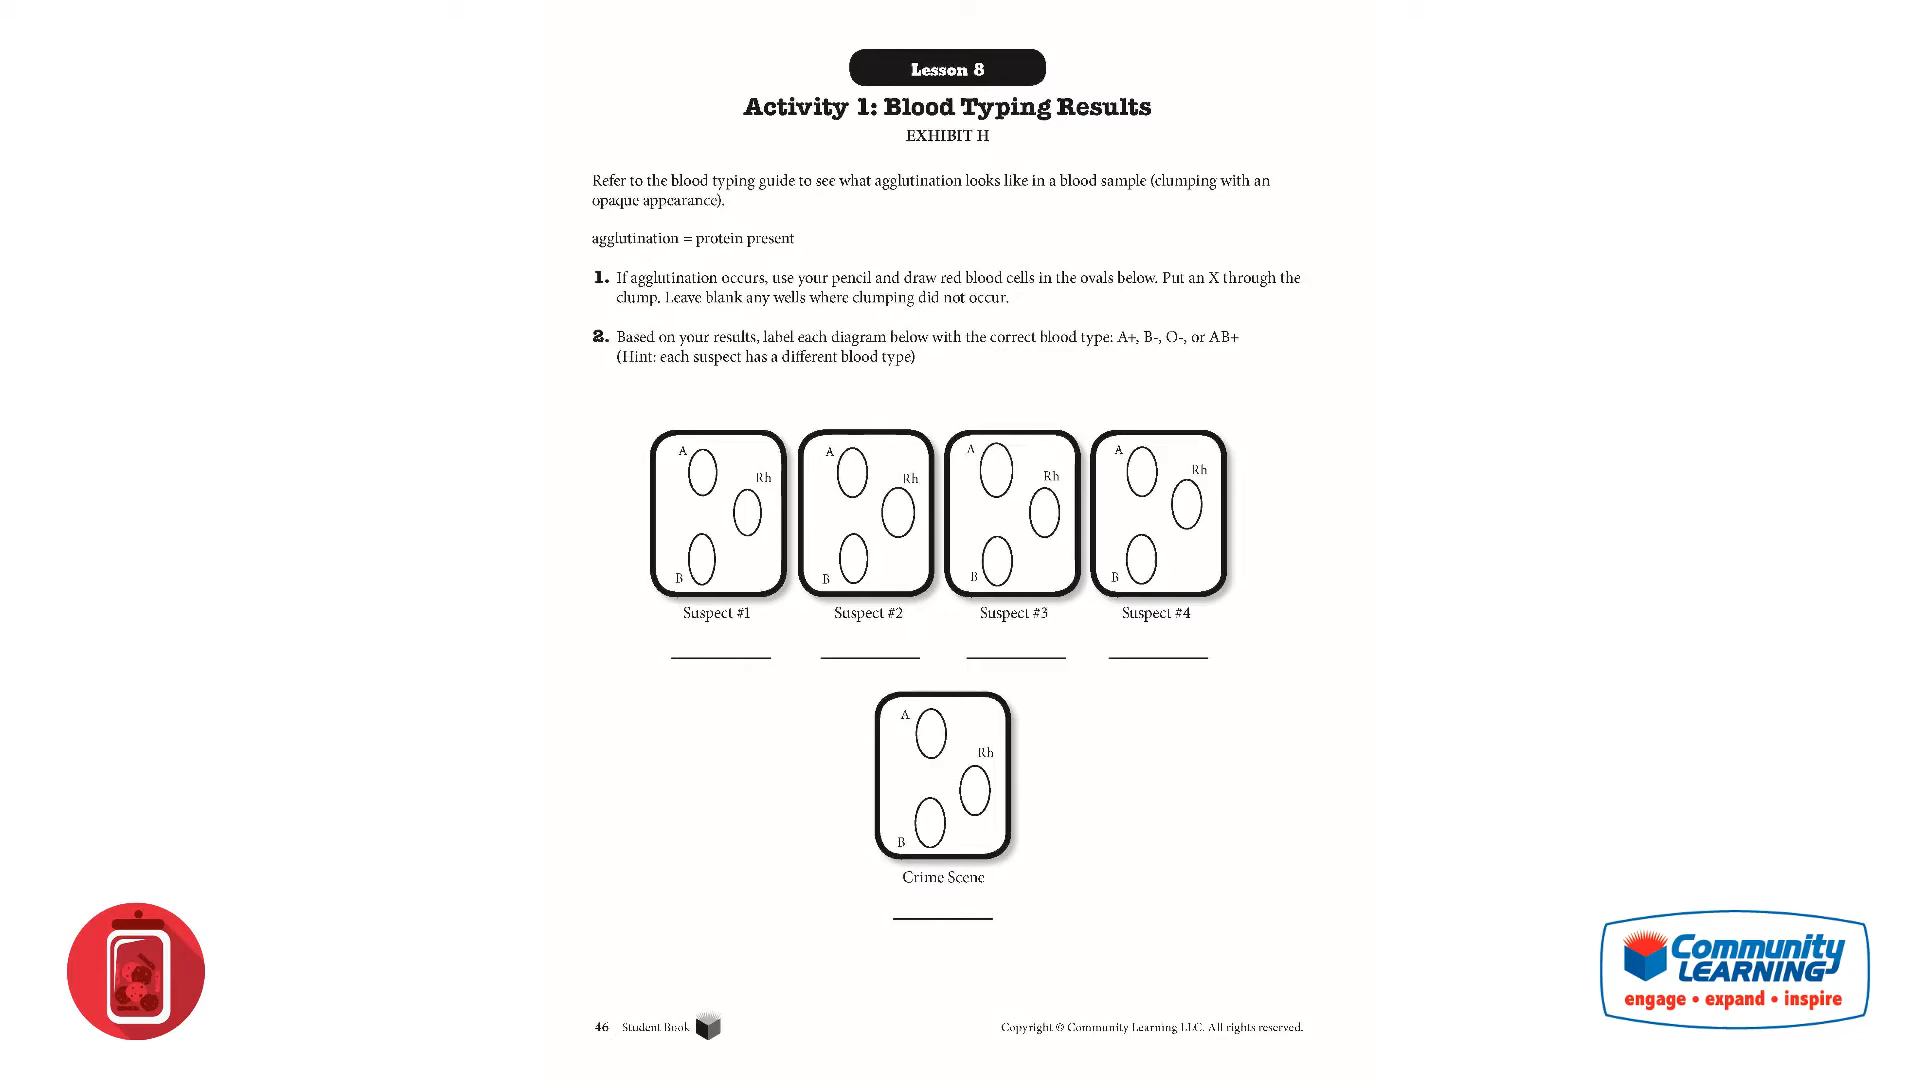 Lesson 8
Activity 1: Blood Typing Results
EXHIBIT H
Refer to the blood typing guide to see what agglutination looks like in a blood sample (clumping with an
opaque appearance).
agglutination = protein present
1. If agglutination occurs, use your pencil and draw red blood cells in the ovals below. Put an X through the
clump. Leave blank any wells where clumping did not occur.
2. Based on your results, label each diagram below with the correct blood type: A+, B-, O-, or AB+
(Hint: each suspect has a different blood type)
A
Rh
B
A
Rh
B
A
Rh
B
A
Rh
B
Suspect #1 Suspect #2 Suspect #3 Suspect #4
A
Rh
B
Crime Scene
46 Student Book
Copyright © Community Learning LLC. All rights reserved.
Community
LEARNING
engage • expand • inspire